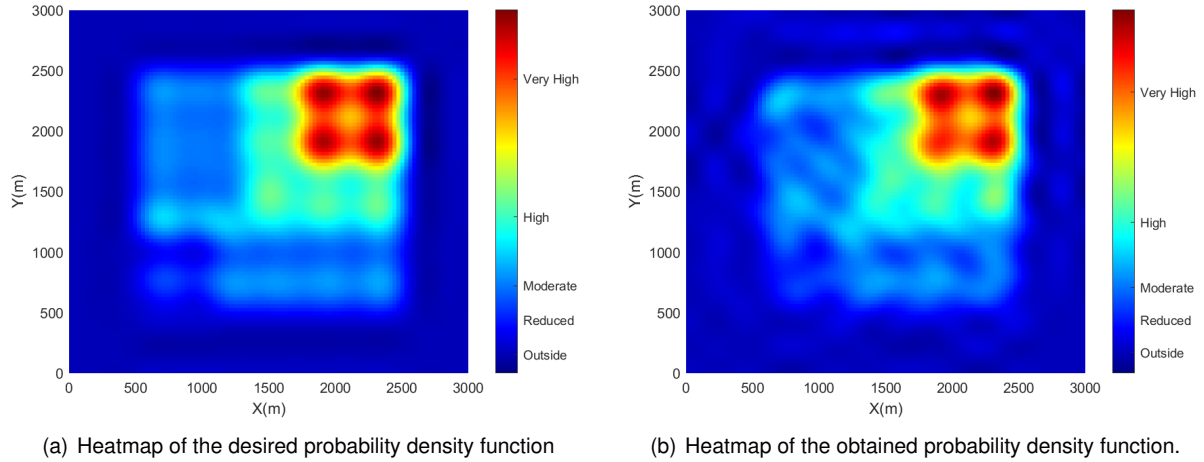 3000
2500
2000
1500
1000
500
0
Y(m)
0 500 1000 1500 2000 2500 3000
X(m)
Very High
High
Moderate
Reduced
Outside
(a) Heatmap of the desired probability density function
3000
2500
2000
1500
1000
500
0
Y(m)
0 500 1000 1500 2000 2500 3000
X(m)
Very High
High
Moderate
Reduced
Outside
(b) Heatmap of the obtained probability density function.